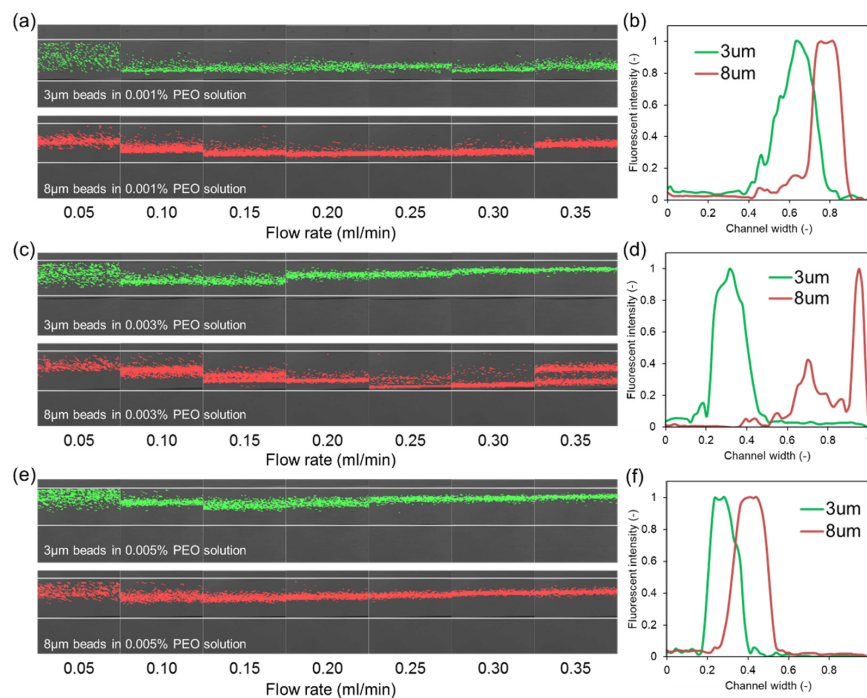 (a)
3μm beads in 0.001% PEO solution
8μm beads in 0.001% PEO solution
0.05 0.10 0.15 0.20 0.25 0.30 0.35
Flow rate (ml/min)
(b)
Fluorescent intensity (-)
1
0.8
0.6
0.4
0.2
0
3um
8um
0 0.2 0.4 0.6 0.8 1
Channel width (-)
(c)
3μm beads in 0.003% PEO solution
8μm beads in 0.003% PEO solution
0.05 0.10 0.15 0.20 0.25 0.30 0.35
Flow rate (ml/min)
(d)
Fluorescent intensity (-)
1
0.8
0.6
0.4
0.2
0
3um
8um
0 0.2 0.4 0.6 0.8 1
Channel width (-)
(e)
3μm beads in 0.005% PEO solution
8μm beads in 0.005% PEO solution
0.05 0.10 0.15 0.20 0.25 0.30 0.35
Flow rate (ml/min)
(f)
Fluorescent intensity (-)
1
0.8
0.6
0.4
0.2
0
3um
8um
0 0.2 0.4 0.6 0.8 1
Channel width (-)